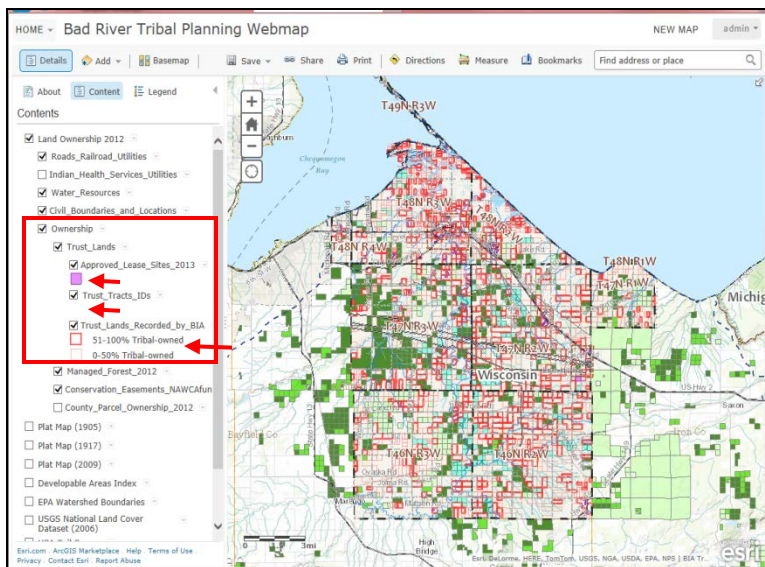 HOME Bad River Tribal Planning Webmap NEW MAP admin
Details Add Basemap Save Share Print Directions Measure Bookmarks Find address or place
About Content Legend
Contents
Land Ownership 2012
Roads_Railroad_Utilities
Indian_Health_Services_Utilities
Water_Resources
Civil_Boundaries_and_Locations
Ownership
Trust_Lands
Approved_Lease_Sites_2013
Trust_Tracts_IDs
Trust_Lands_Recorded_by_BIA
51-100% Tribal-owned
0-50% Tribal-owned
Managed_Forest_2012
Conservation_Easements_NAWCAfun
County_Parcel_Ownership_2012
Plat Map (1905)
Plat Map (1917)
Plat Map (2009)
Developable Areas Index
EPA Watershed Boundaries
USGS National Land Cover
Dataset (2006)
Esri.com ArcGIS Marketplace Help Terms of Use
Privacy Contact Esri Report Abuse
T49N R3W
Chequamegon
Bay
T48N R3W
T48N R4W
T48N R1W
T47N R1W
Michig
T47N R3W
T47N R2W
Wisconsin
US Hwy 2
Saxon
Bayfield Co
Iron Co
T46N R3W
T46N R2W
High
Bridge
0 3mi
Esri, DeLorme, HERE, TomTom, USGS, NGA, USDA, EPA, NPS | BIA Tr...
esri